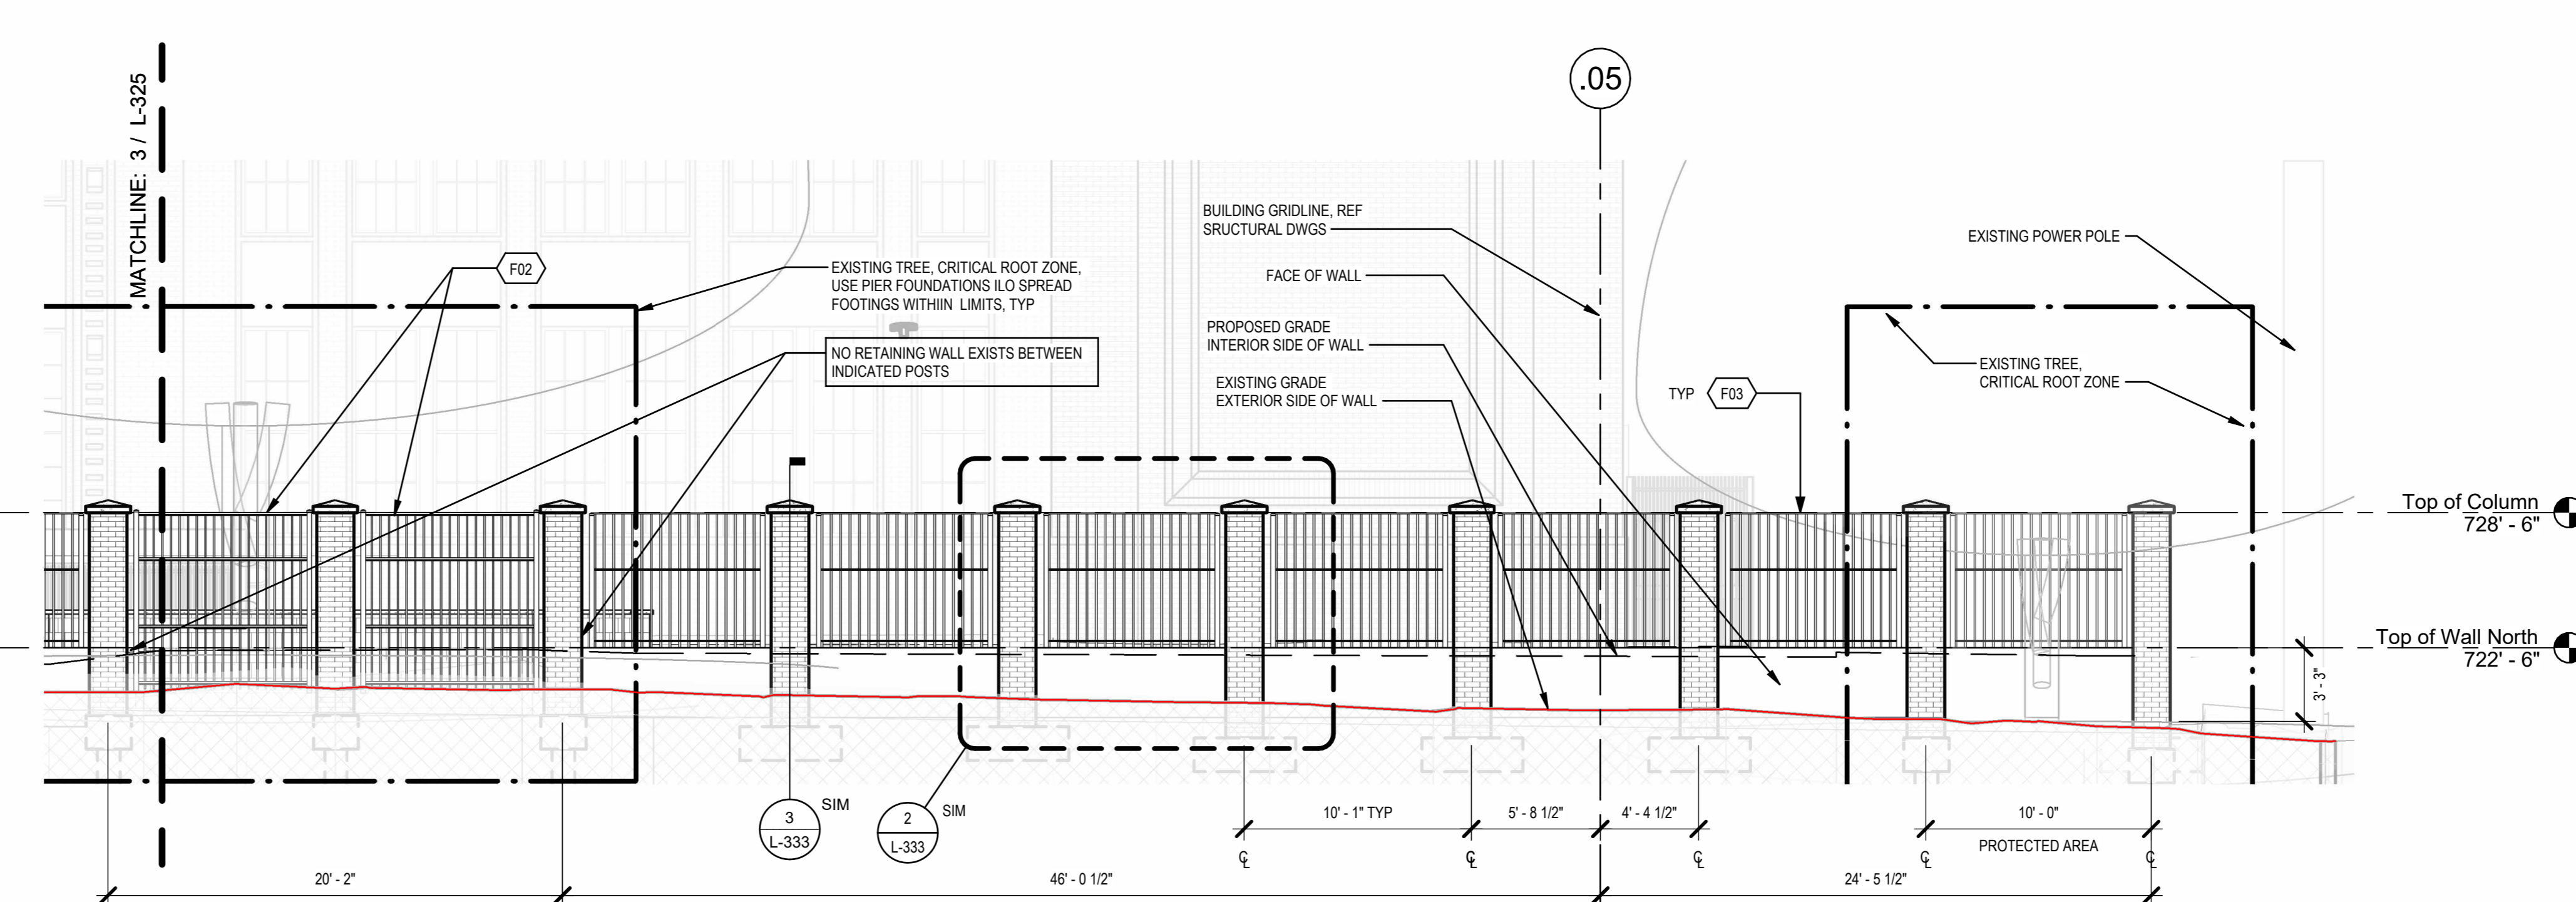 MATCHLINE: 3 / L-325
.05
BUILDING GRIDLINE, REF
SRUCTURAL DWGS
EXISTING POWER POLE
F02
EXISTING TREE, CRITICAL ROOT ZONE,
USE PIER FOUNDATIONS ILO SPREAD
FOOTINGS WITHIIN LIMITS, TYP
FACE OF WALL
PROPOSED GRADE
INTERIOR SIDE OF WALL
NO RETAINING WALL EXISTS BETWEEN
INDICATED POSTS
EXISTING GRADE
EXTERIOR SIDE OF WALL
EXISTING TREE,
CRITICAL ROOT ZONE
TYP F03
Top of Column
728' - 6"
Top of Wall North
722' - 6"
3' - 3"
3
L-333
SIM
2
L-333
SIM
10' - 1" TYP
5' - 8 1/2"
4' - 4 1/2"
10' - 0"
PROTECTED AREA
℄
℄
℄
℄
℄
20' - 2"
46' - 0 1/2"
24' - 5 1/2"